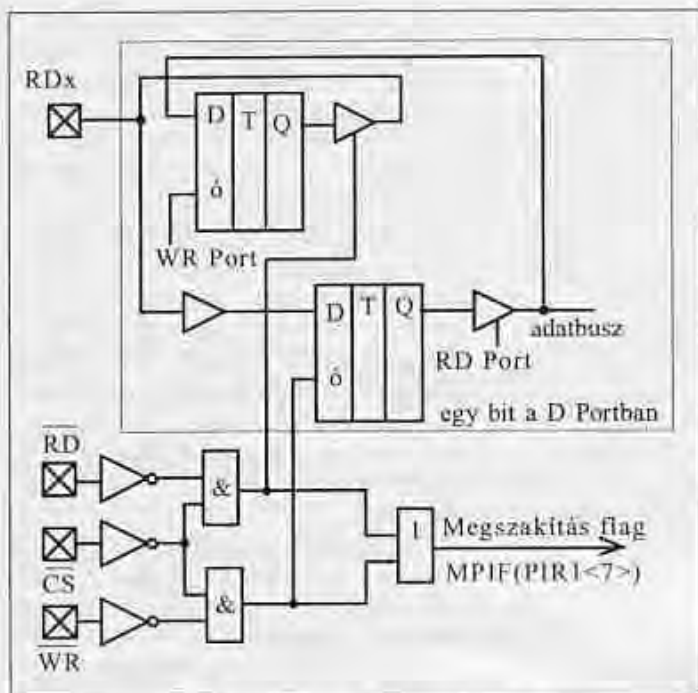 RDx
D T Q
ó
WR Port
D T Q
ó
adatbusz
RD Port
egy bit a D Portban
RD
&
1
Megszakítás flag
CS
MPIF(PIR1<7>)
&
WR